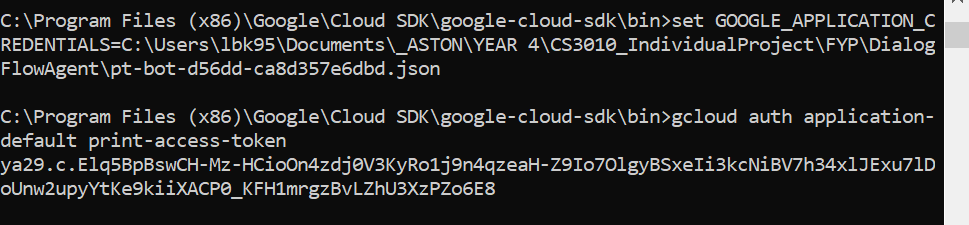 C:\Program Files (x86)\Google\Cloud SDK\google-cloud-sdk\bin>set GOOGLE_APPLICATION_C
REDENTIALS=C:\Users\lbk95\Documents\_ASTON\YEAR 4\CS3010_IndividualProject\FYP\Dialog
FlowAgent\pt-bot-d56dd-ca8d357e6dbd.json
C:\Program Files (x86)\Google\Cloud SDK\google-cloud-sdk\bin>gcloud auth application-
default print-access-token
ya29.c.Elq5BpBswCH-Mz-HCioOn4zdj0V3KyRo1j9n4qzeaH-Z9Io7OlgyBSxeIi3kcNiBV7h34xlJExu7lD
oUnw2upyYtKe9kiiXACP0_KFH1mrgzBvLZhU3XzPZo6E8